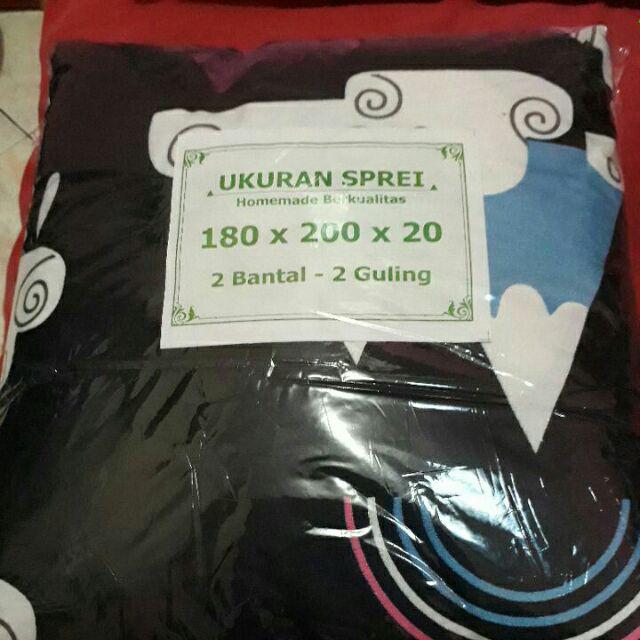 UKURAN SPREI
Homemade Berkualitas
180 x 200 x 20
2 Bantal - 2 Guling